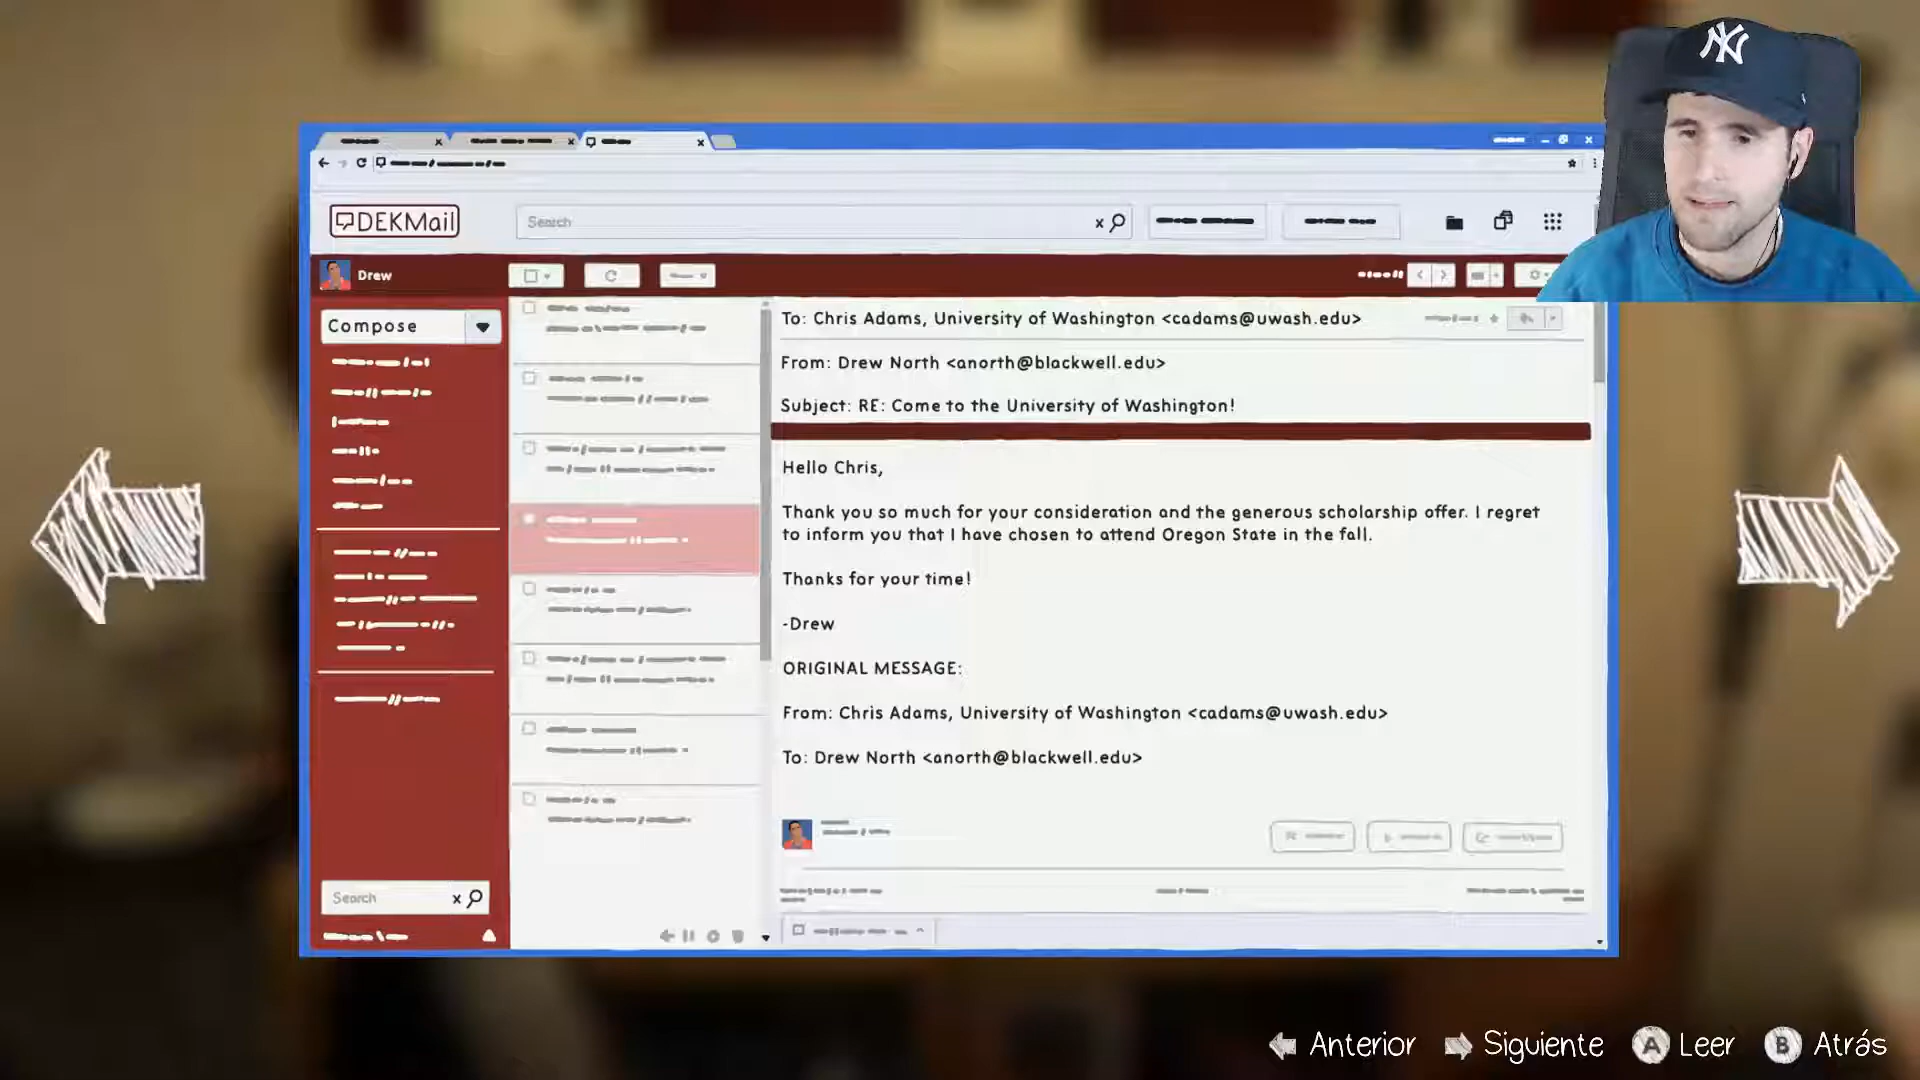 DEKMail
Search
x
Drew
Compose
To: Chris Adams, University of Washington <cadams@uwash.edu>
From: Drew North <anorth@blackwell.edu>
Subject: RE: Come to the University of Washington!
Hello Chris,
Thank you so much for your consideration and the generous scholarship offer. I regret
to inform you that I have chosen to attend Oregon State in the fall.
Thanks for your time!
-Drew
ORIGINAL MESSAGE:
From: Chris Adams, University of Washington <cadams@uwash.edu>
To: Drew North <anorth@blackwell.edu>
Search
x
NY
Anterior
Siguiente
A Leer
B Atrás